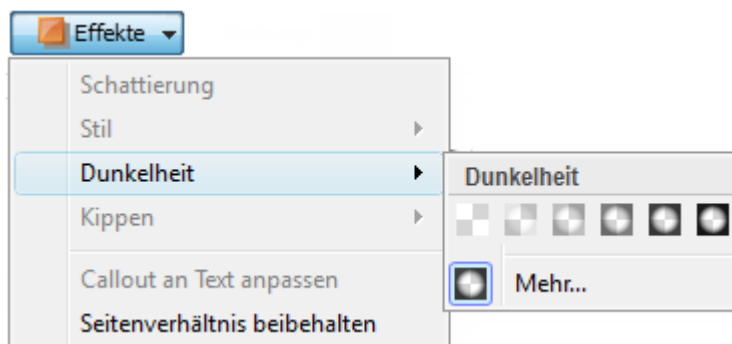 Effekte
Schattierung
Stil
Dunkelheit
Kippen
Callout an Text anpassen
Seitenverhältnis beibehalten
Dunkelheit
Mehr...